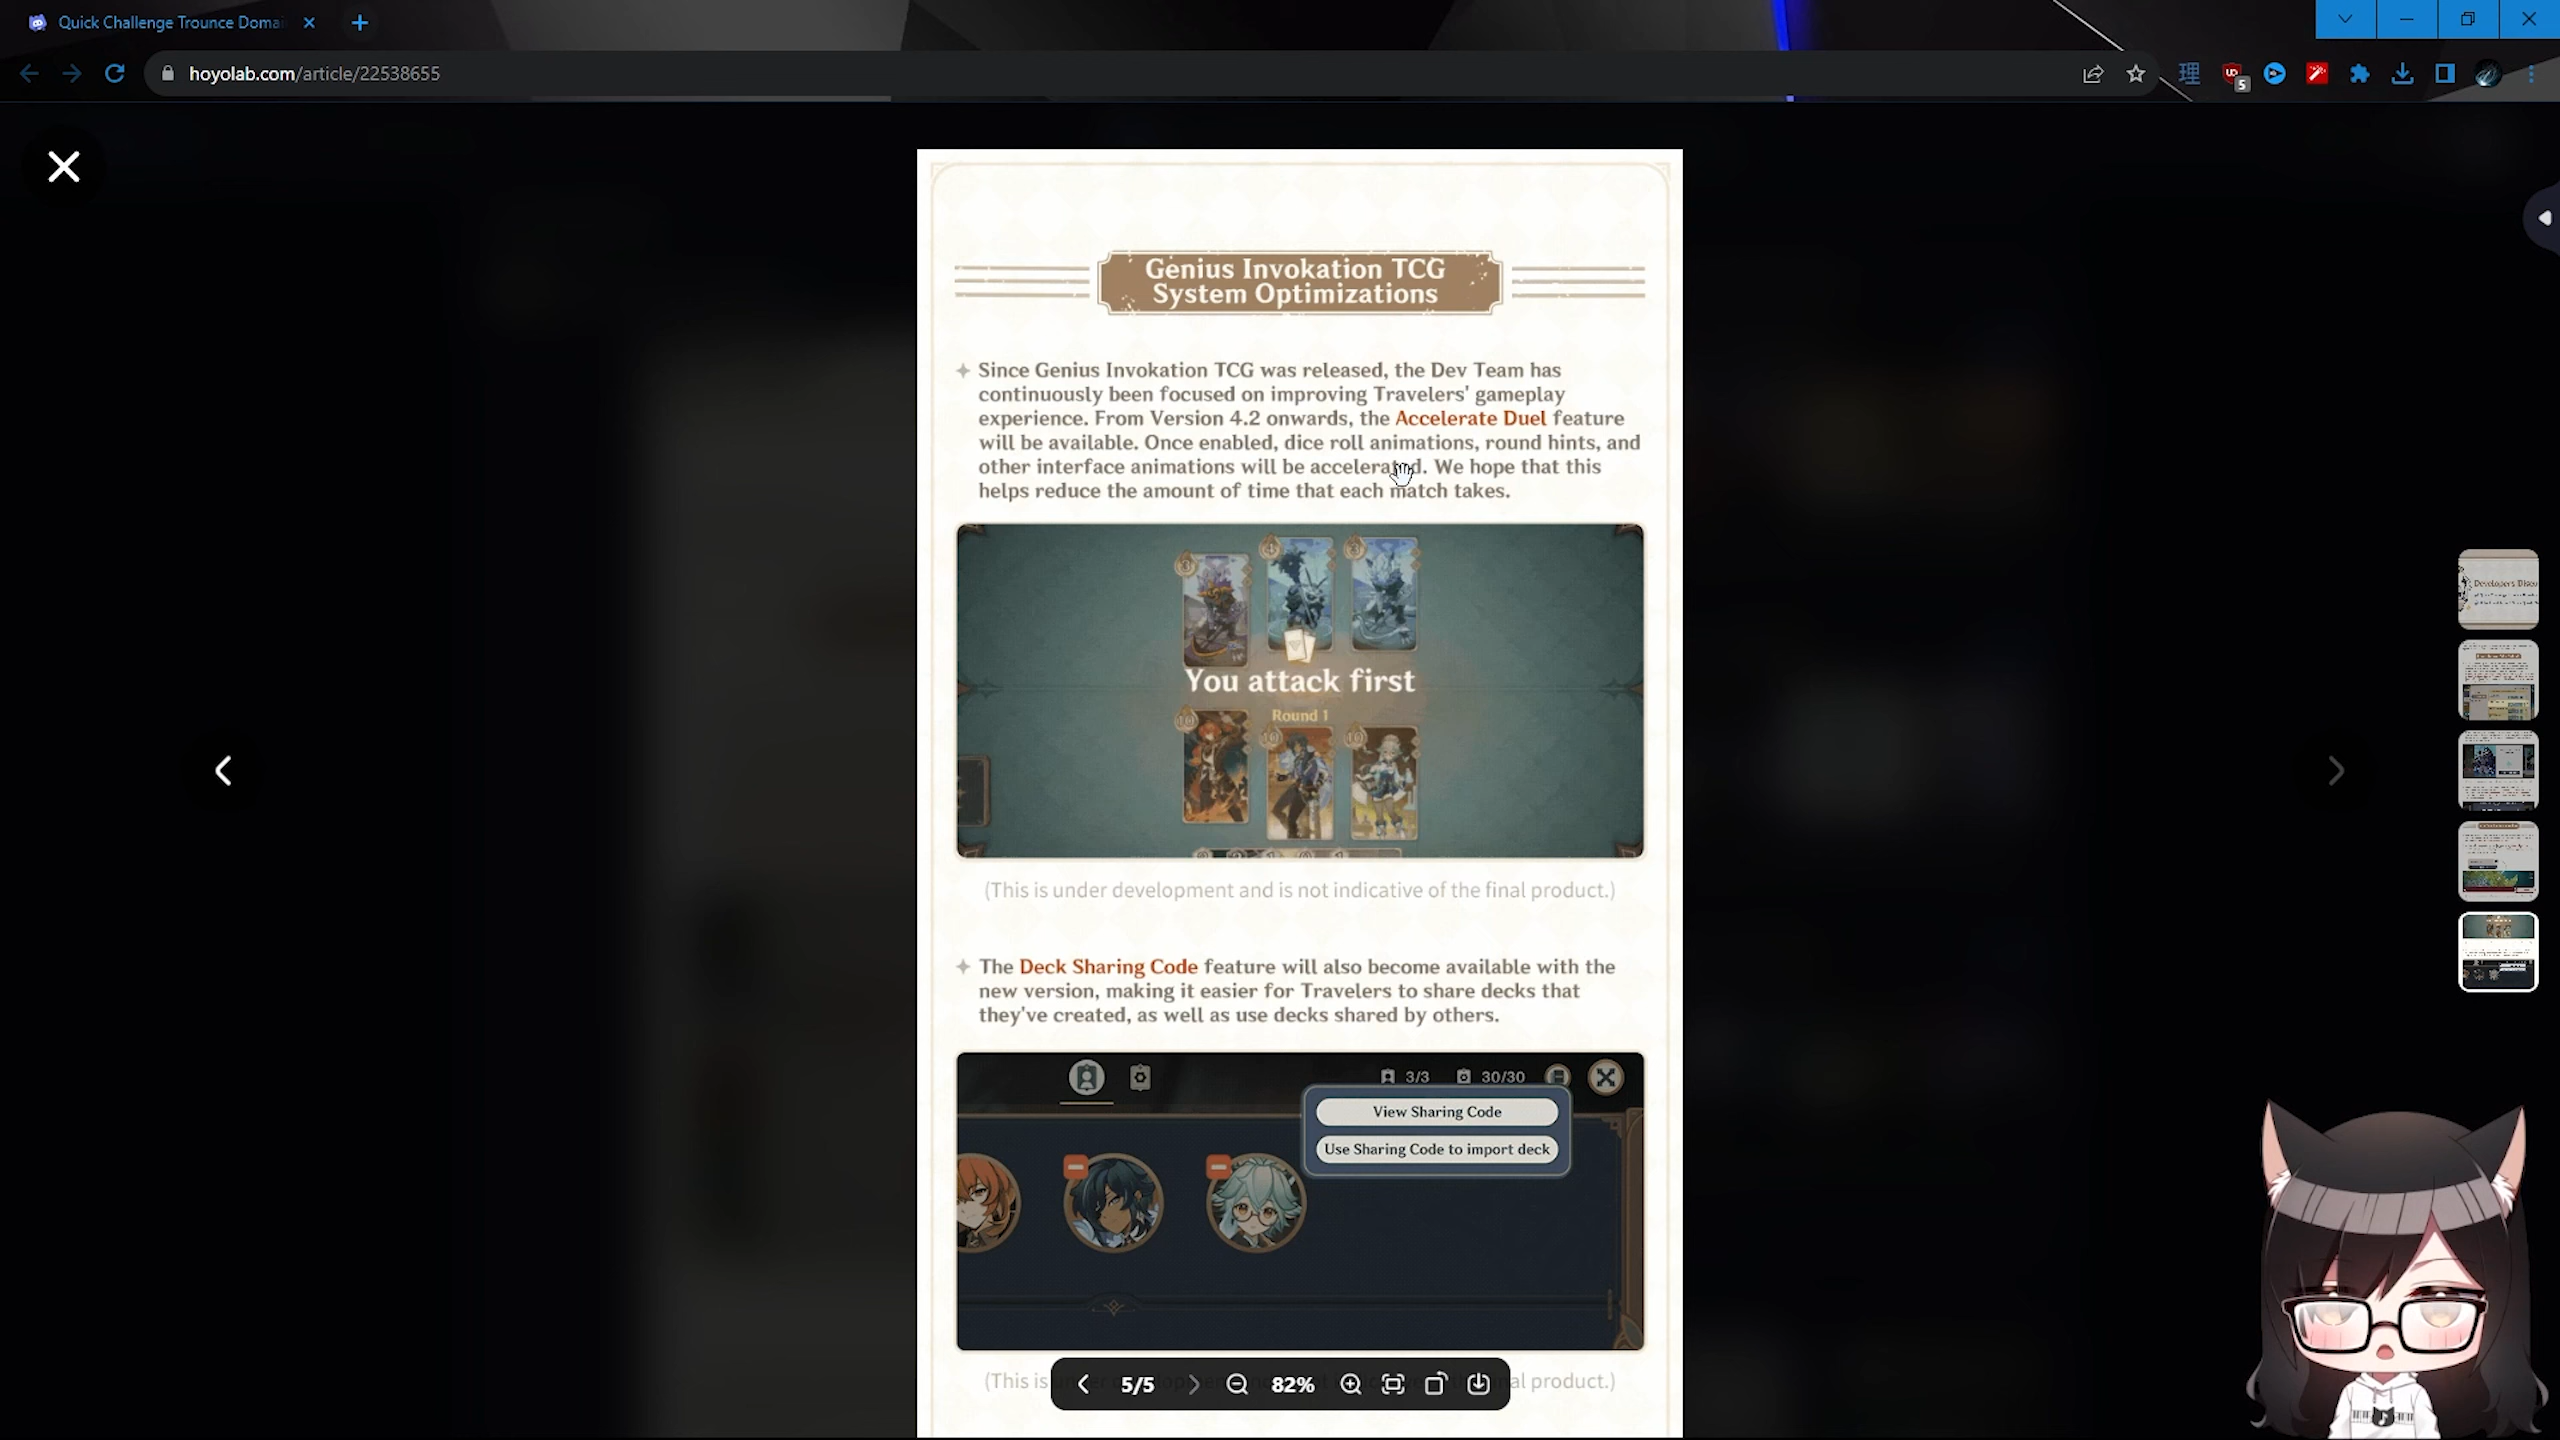 Quick Challenge Trounce Domai
hoyolab.com/article/22538655
5
Genius Invokation TCG
System Optimizations
Since Genius Invokation TCG was released, the Dev Team has
continuously been focused on improving Travelers' gameplay
experience. From Version 4.2 onwards, the Accelerate Duel feature
will be available. Once enabled, dice roll animations, round hints, and
other interface animations will be accelerated. We hope that this
helps reduce the amount of time that each match takes.
3
4
3
You attack first
Round 1
10
10
10
(This is under development and is not indicative of the final product.)
The Deck Sharing Code feature will also become available with the
new version, making it easier for Travelers to share decks that
they've created, as well as use decks shared by others.
3/3
30/30
View Sharing Code
Use Sharing Code to import deck
(This is al product.)
5/5
82%